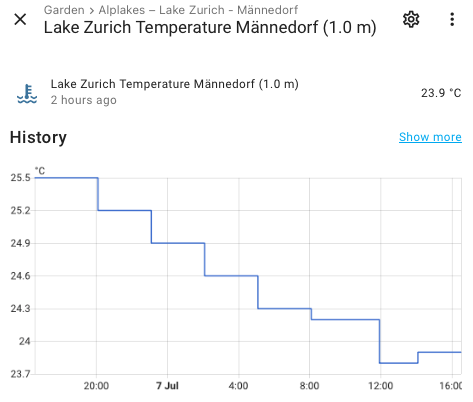 Garden > Alplakes – Lake Zurich - Männedorf
Lake Zurich Temperature Männedorf (1.0 m)
Lake Zurich Temperature Männedorf (1.0 m)
2 hours ago
23.9 °C
History
Show more
°C
25.5
25.2
24.9
24.6
24.3
24
23.7
20:00
7 Jul
4:00
8:00
12:00
16:00